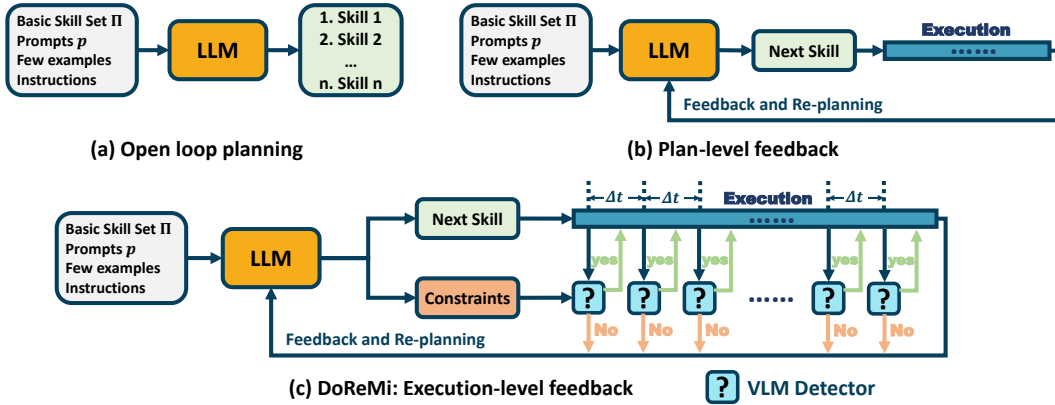 Basic Skill Set Π
Prompts p
Few examples
Instructions
LLM
1. Skill 1
2. Skill 2
...
n. Skill n
(a) Open loop planning
Basic Skill Set Π
Prompts p
Few examples
Instructions
LLM
Next Skill
Execution
......
Feedback and Re-planning
(b) Plan-level feedback
Basic Skill Set Π
Prompts p
Few examples
Instructions
LLM
Next Skill
Constraints
Δt
Δt
Execution
Δt
......
yes
yes
yes
yes
yes
?
?
?
......
?
?
No
No
No
No
No
Feedback and Re-planning
(c) DoReMi: Execution-level feedback
? VLM Detector